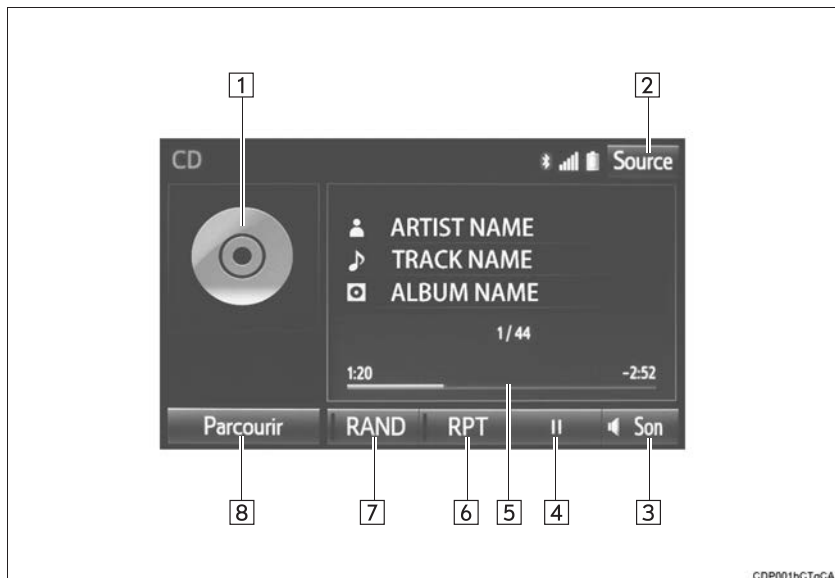 1 2
CD Source
ARTIST NAME
TRACK NAME
ALBUM NAME
1/44
1:20 -2:52
Parcourir RAND RPT II Son
8 7 6 5 4 3
CDP001bCTqCA